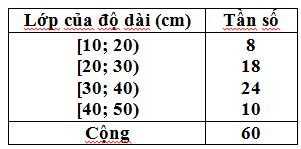 Lớp của độ dài (cm) Tần số
[10; 20) 8
[20; 30) 18
[30; 40) 24
[40; 50) 10
Cộng 60